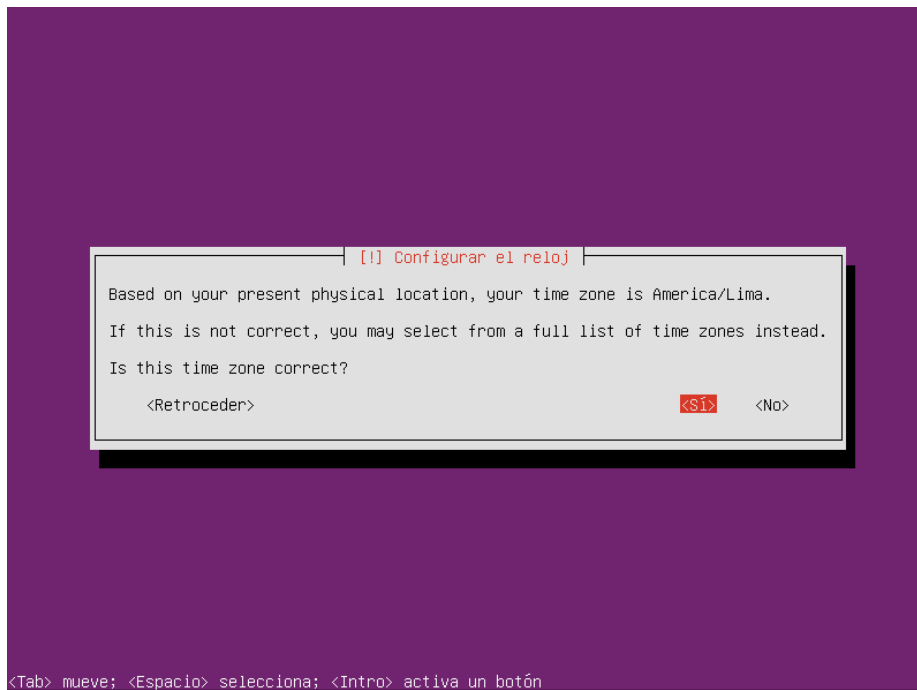 [!] Configurar el reloj
Based on your present physical location, your time zone is America/Lima.
If this is not correct, you may select from a full list of time zones instead.
Is this time zone correct?
<Retroceder> <Sí> <No>
<Tab> mueve; <Espacio> selecciona; <Intro> activa un botón